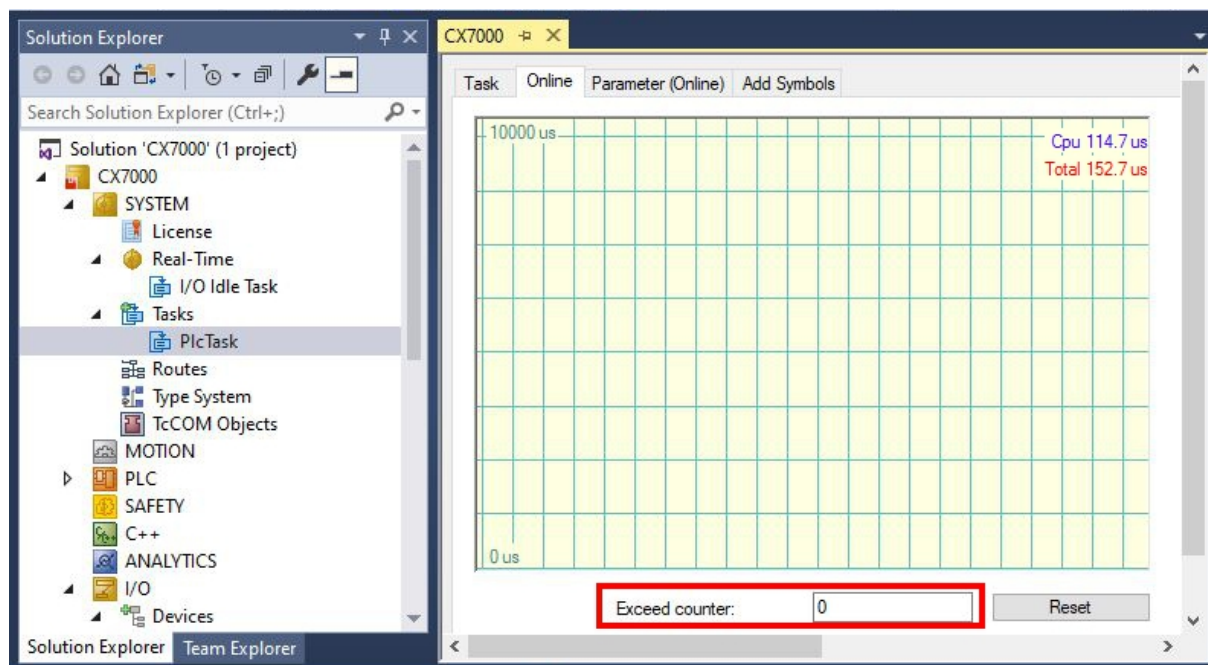 Solution Explorer
Search Solution Explorer (Ctrl+;)
Solution 'CX7000' (1 project)
CX7000
SYSTEM
License
Real-Time
I/O Idle Task
Tasks
PlcTask
Routes
Type System
TcCOM Objects
MOTION
PLC
SAFETY
C++
ANALYTICS
I/O
Devices
Solution Explorer Team Explorer
CX7000
Task Online Parameter (Online) Add Symbols
10000 us
Cpu 114.7 us
Total 152.7 us
0 us
Exceed counter: 0 Reset